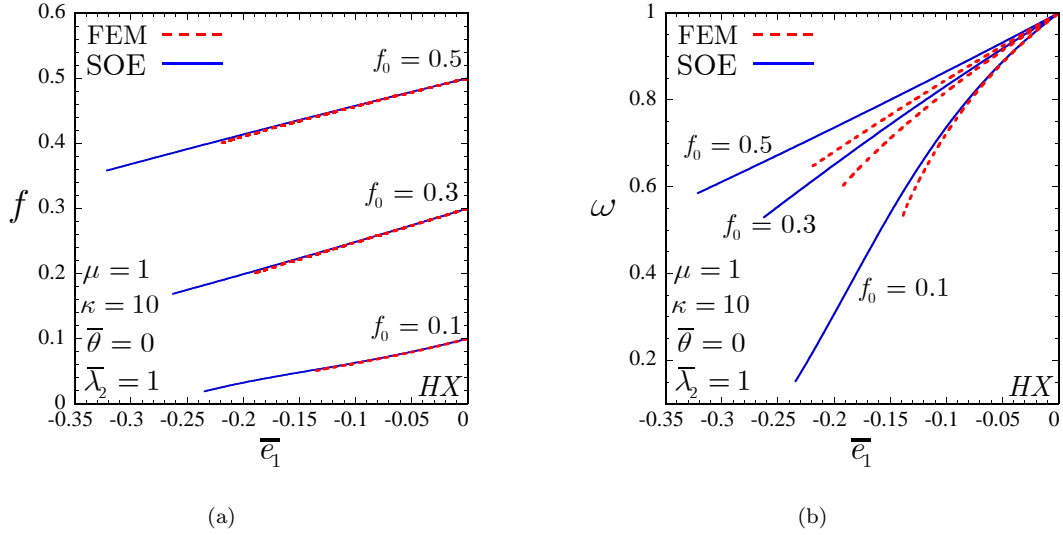 0.6
0.5
0.4
0.3
0.2
0.1
0
f
FEM
SOE
f₀ = 0.5
f₀ = 0.3
f₀ = 0.1
μ = 1
κ = 10
θ̅ = 0
λ̅₂ = 1
HX
-0.35 -0.3 -0.25 -0.2 -0.15 -0.1 -0.05 0
e̅₁
(a)
1
0.8
0.6
0.4
0.2
ω
FEM
SOE
f₀ = 0.5
f₀ = 0.3
f₀ = 0.1
μ = 1
κ = 10
θ̅ = 0
λ̅₂ = 1
HX
-0.35 -0.3 -0.25 -0.2 -0.15 -0.1 -0.05 0
e̅₁
(b)